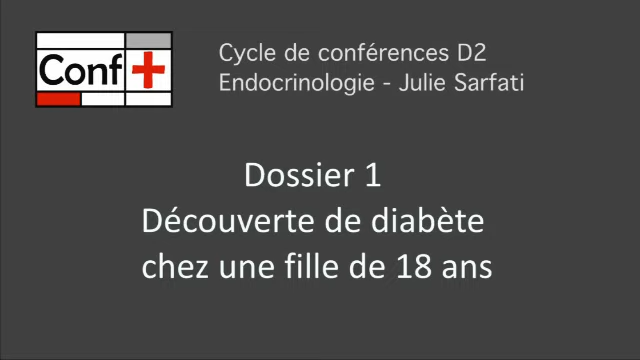 Conf+
Cycle de conférences D2
Endocrinologie - Julie Sarfati
Dossier 1
Découverte de diabète
chez une fille de 18 ans